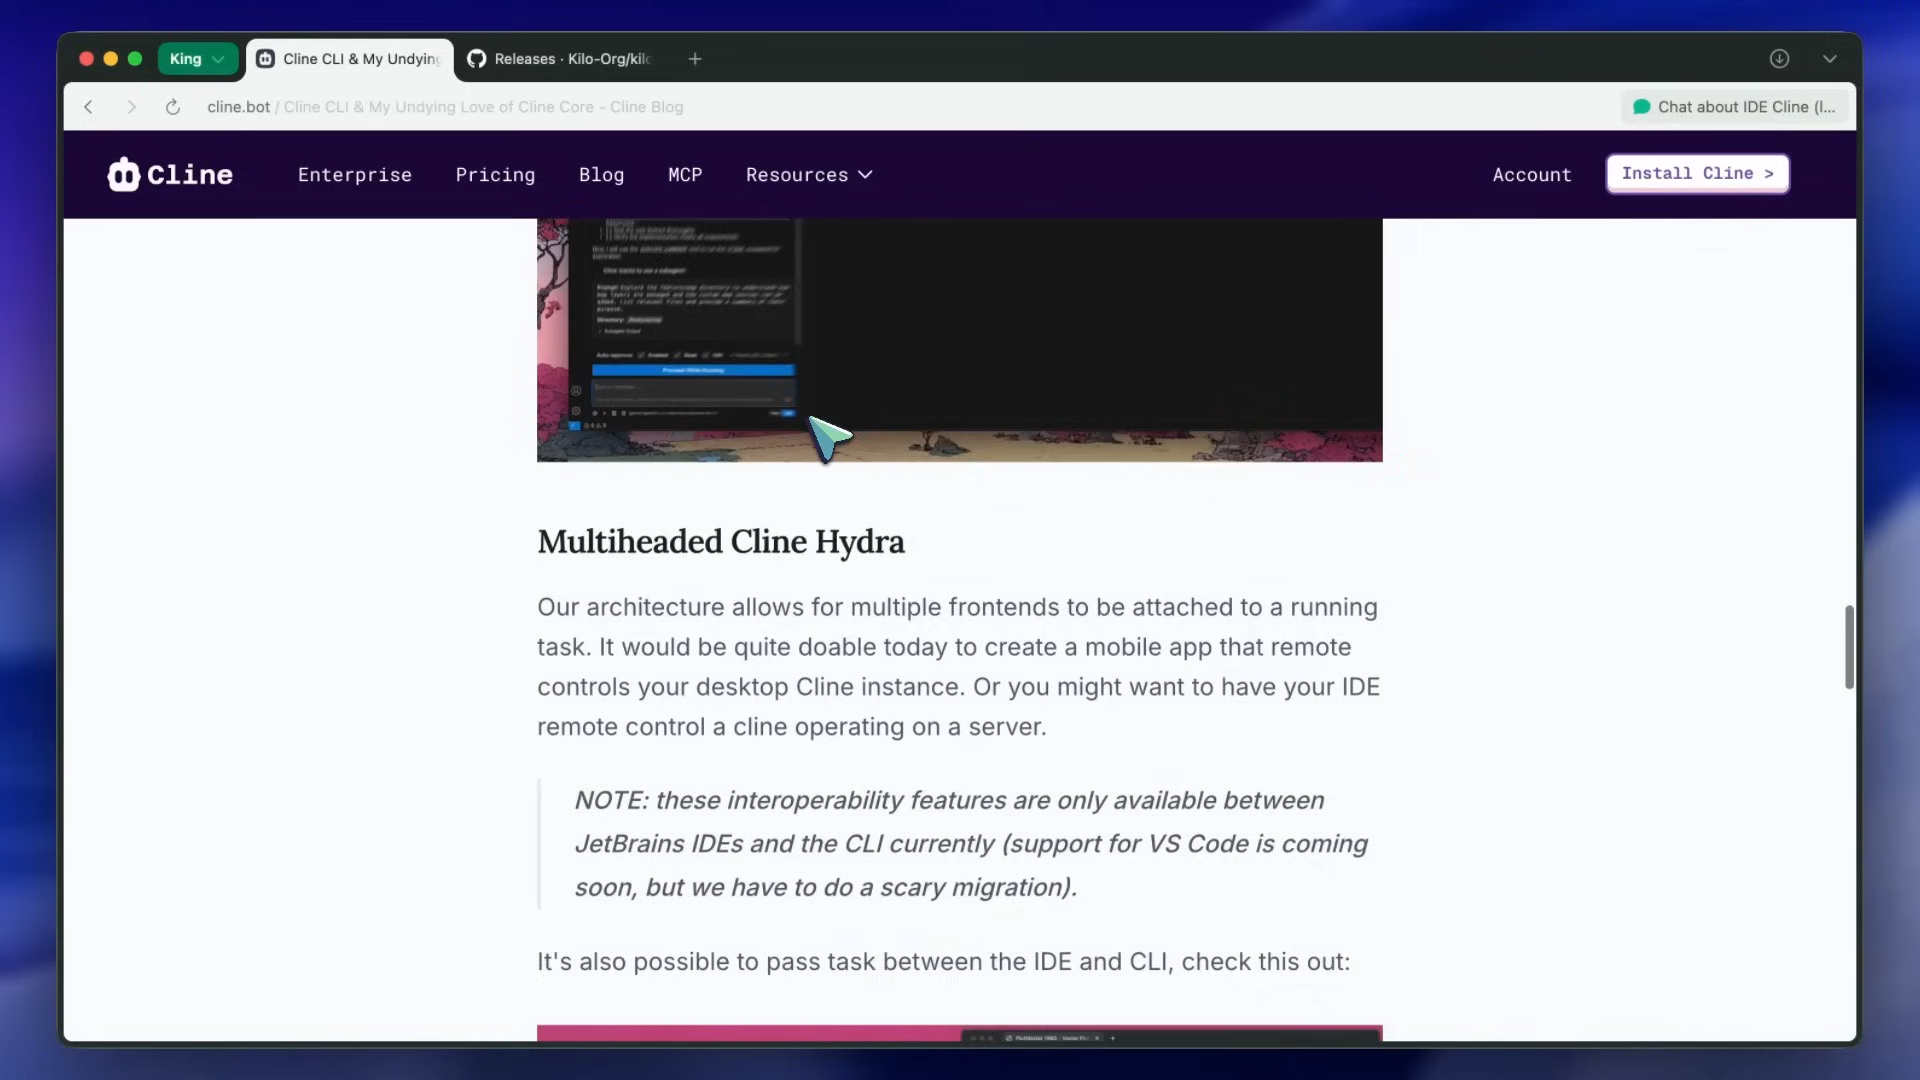 King
Cline CLI & My Undying
Releases · Kilo-Org/kilo
cline.bot / Cline CLI & My Undying Love of Cline Core - Cline Blog
Chat about IDE Cline (I...
Cline
Enterprise
Pricing
Blog
MCP
Resources
Account
Install Cline >
Multiheaded Cline Hydra
Our architecture allows for multiple frontends to be attached to a running
task. It would be quite doable today to create a mobile app that remote
controls your desktop Cline instance. Or you might want to have your IDE
remote control a cline operating on a server.
NOTE: these interoperability features are only available between
JetBrains IDEs and the CLI currently (support for VS Code is coming
soon, but we have to do a scary migration).
It's also possible to pass task between the IDE and CLI, check this out: